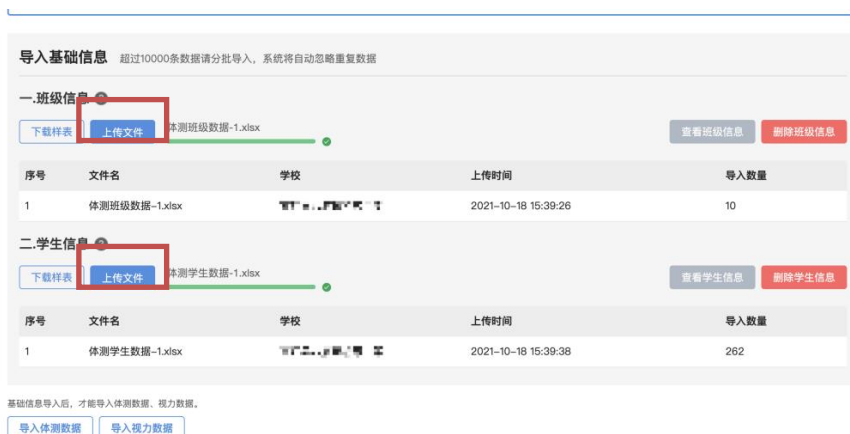 导入基础信息 超过10000条数据请分批导入，系统将自动忽略重复数据
一.班级信息
下载样表 上传文件 体测班级数据-1.xlsx 查看班级信息 删除班级信息
序号 文件名 学校 上传时间 导入数量
1 体测班级数据-1.xlsx 2021-10-18 15:39:26 10
二.学生信息
下载样表 上传文件 体测学生数据-1.xlsx 查看学生信息 删除学生信息
序号 文件名 学校 上传时间 导入数量
1 体测学生数据-1.xlsx 2021-10-18 15:39:38 262
基础信息导入后，才能导入体测数据、视力数据。
导入体测数据 导入视力数据